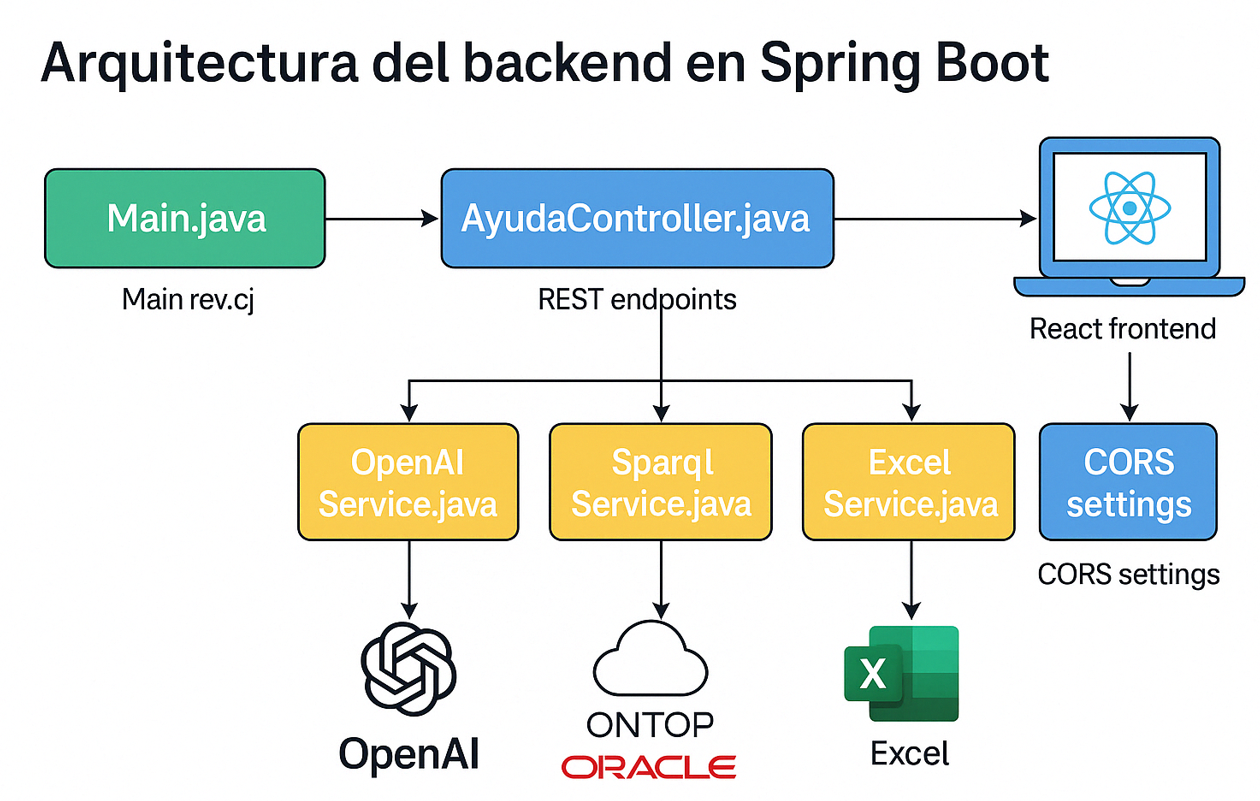 Arquitectura del backend en Spring Boot
Main.java
AyudaController.java
Main rev.cj
REST endpoints
React frontend
OpenAI
Service.java
Sparql
Service.java
Excel
Service.java
CORS
settings
CORS settings
X
OpenAI
ONTOP
ORACLE
Excel